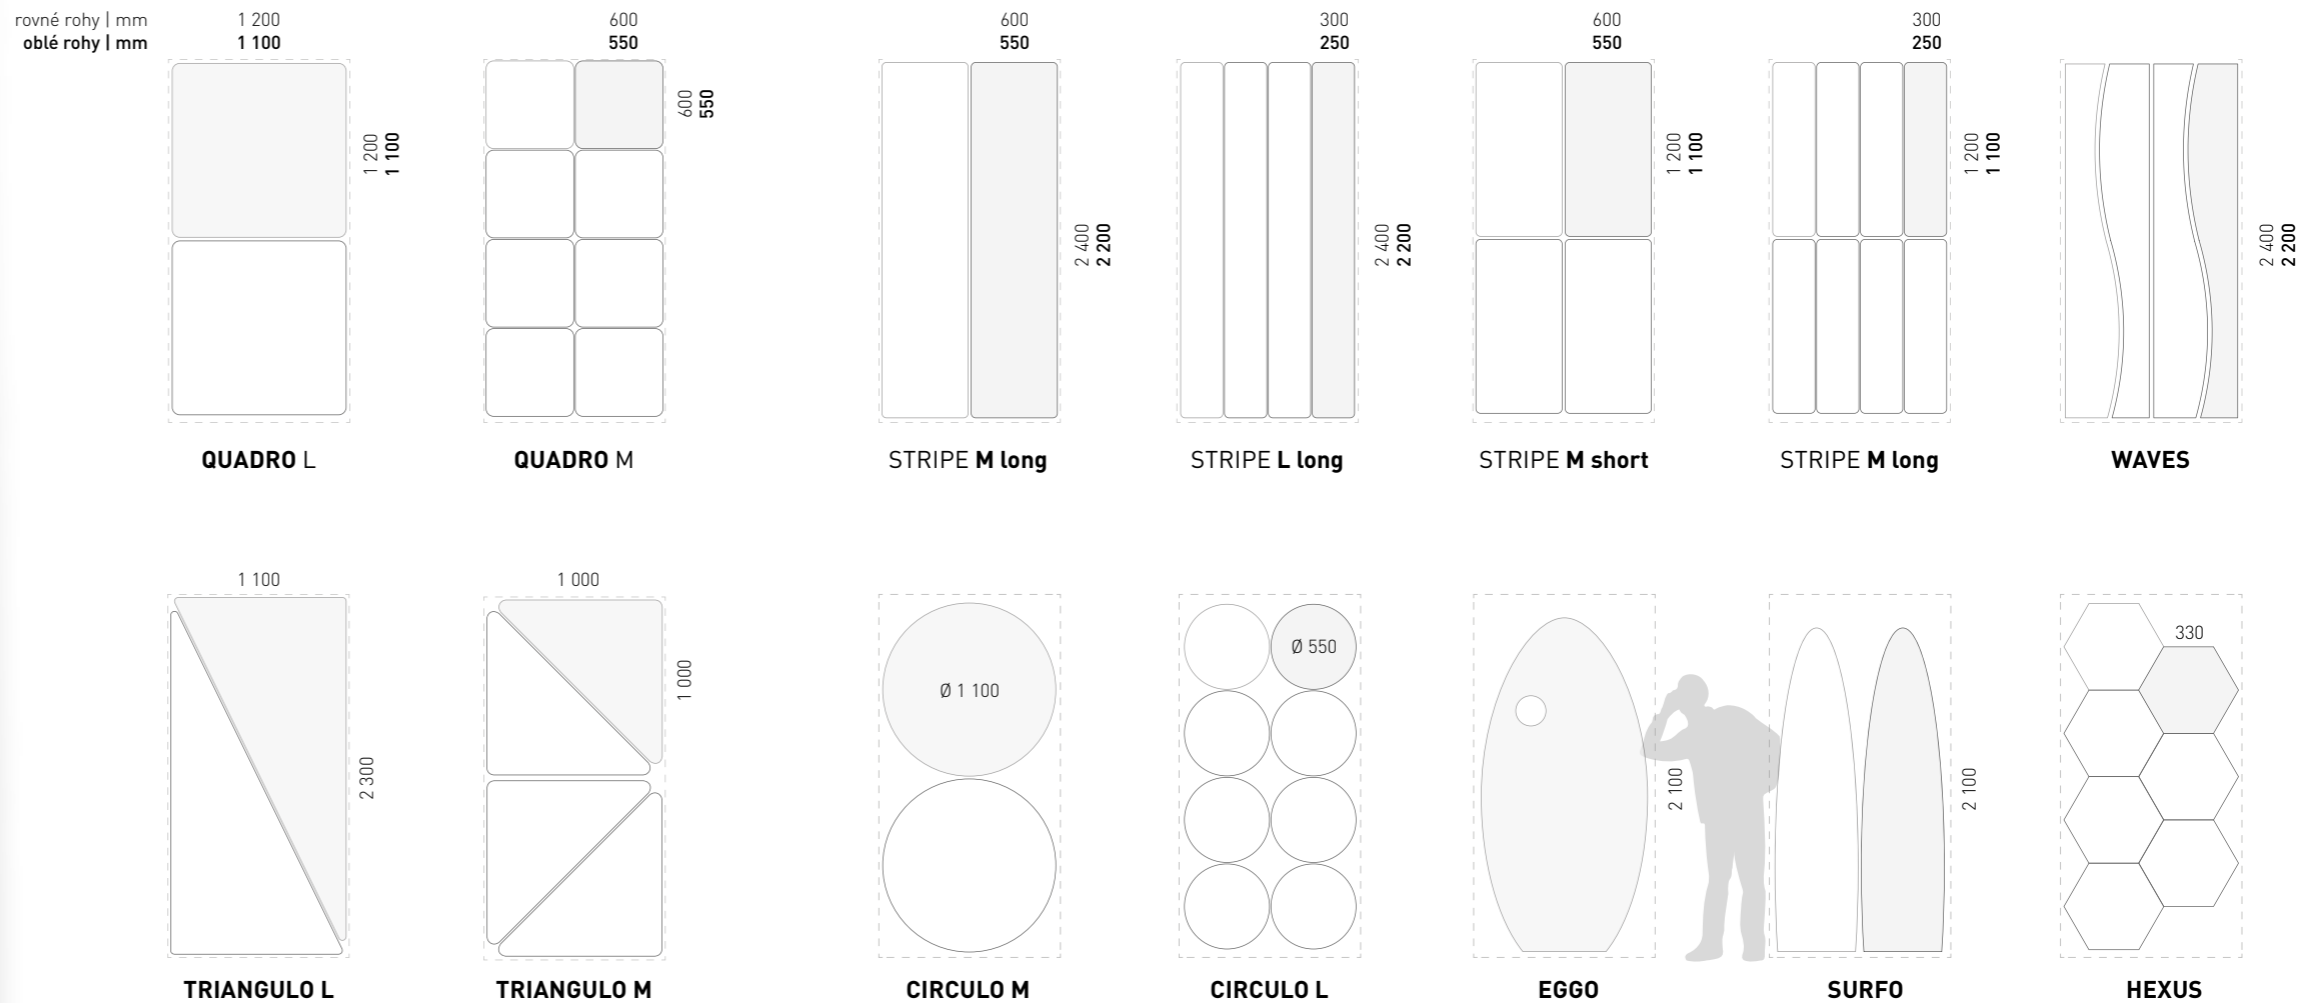 rovné rohy | mm
oblé rohy | mm
1 200
1 100
600
550
600
550
300
250
600
550
300
250
1 200
1 100
600
550
2 400
2 200
2 400
2 200
1 200
1 100
1 200
1 100
2 400
2 200
QUADRO L
QUADRO M
STRIPE M long
STRIPE L long
STRIPE M short
STRIPE M long
WAVES
1 100
2 300
1 000
1 000
Ø 1 100
Ø 550
2 100
2 100
330
TRIANGULO L
TRIANGULO M
CIRCULO M
CIRCULO L
EGGO
SURFO
HEXUS